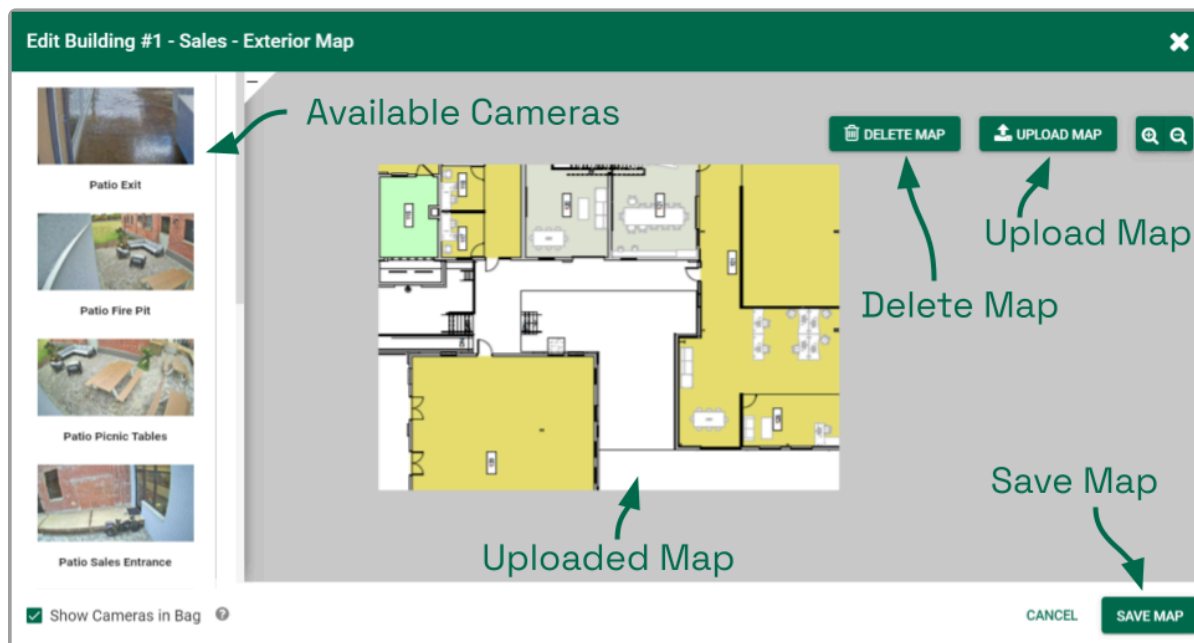 Edit Building #1 - Sales - Exterior Map
Available Cameras
DELETE MAP
UPLOAD MAP
Patio Exit
Upload Map
Patio Fire Pit
Delete Map
Patio Picnic Tables
Save Map
Uploaded Map
Patio Sales Entrance
Show Cameras in Bag
CANCEL
SAVE MAP